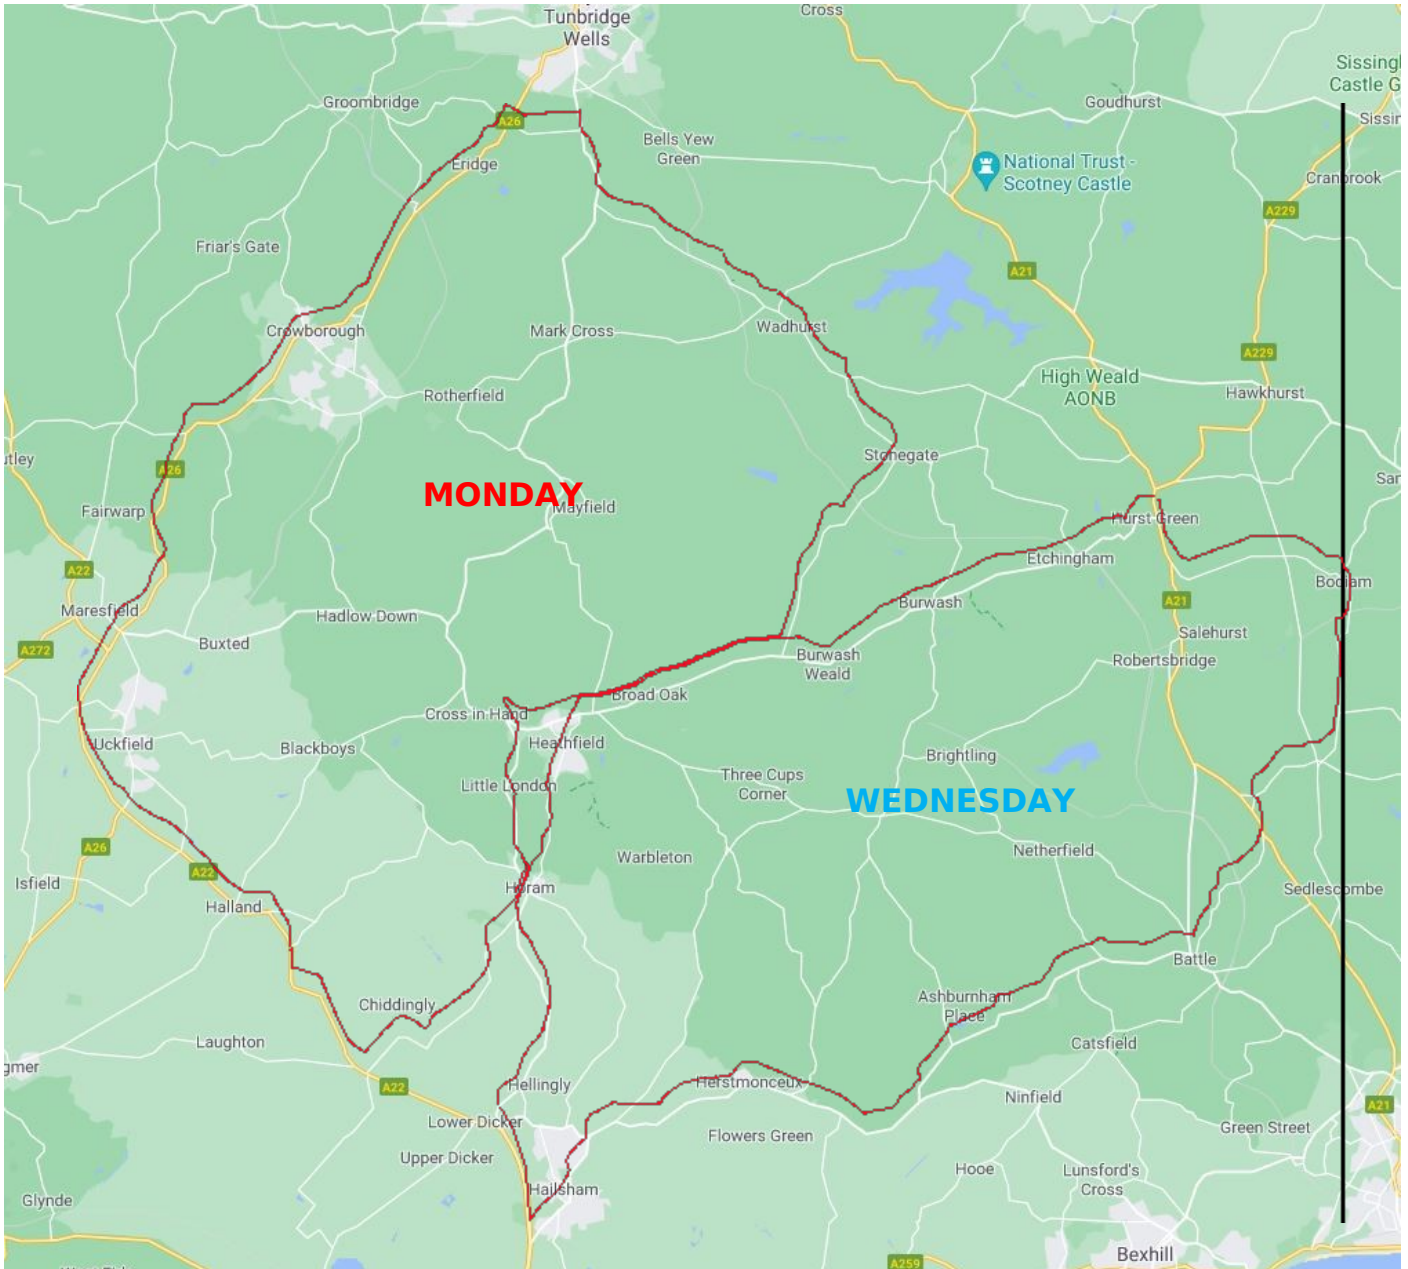 Tunbridge
Wells
Cross
Sissing
Castle G
Groombridge
Goudhurst
A26
Sissin
Bells Yew
Green
Eridge
National Trust -
Scotney Castle
Cranbrook
A229
Friar's Gate
A21
Crowborough
Mark Cross
Wadhurst
A229
High Weald
AONB
Rotherfield
Hawkhurst
Stonegate
tley
A26
San
MONDAY
Mayfield
Fairwarp
Hurst Green
Etchingham
A22
Bodiam
Maresfield
Burwash
A21
Hadlow Down
Buxted
Salehurst
A272
Burwash
Weald
Robertsbridge
Broad Oak
Cross in Hand
Uckfield
Blackboys
Heathfield
Brightling
Little London
Three Cups
Corner
WEDNESDAY
A26
Netherfield
Warbleton
A22
Isfield
Horam
Sedlescombe
Halland
Battle
Chiddingly
Ashburnham
Place
Laughton
Catsfield
gmer
A22
Hellingly
Herstmonceux
Ninfield
A21
Lower Dicker
Flowers Green
Green Street
Upper Dicker
Hooe
Lunsford's
Cross
Glynde
Hailsham
Bexhill
A259